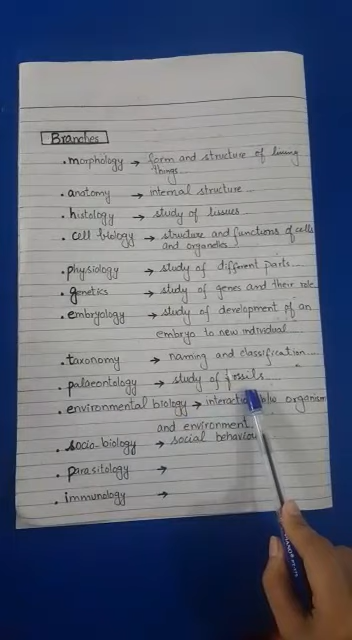 Branches
• morphology → form and structure of living
things
• anatomy → internal structure
• histology → study of tissues
• cell biology → structure and functions of cells
and organelles
• physiology → study of different parts
• genetics → study of genes and their role
• embryology → study of development of an
embryo to new individual
• taxonomy → naming and classification
• palaeontology → study of fossils
• environmental biology → interaction b/w organism
and environment
• socio-biology → social behaviou
• parasitology →
• immunology →